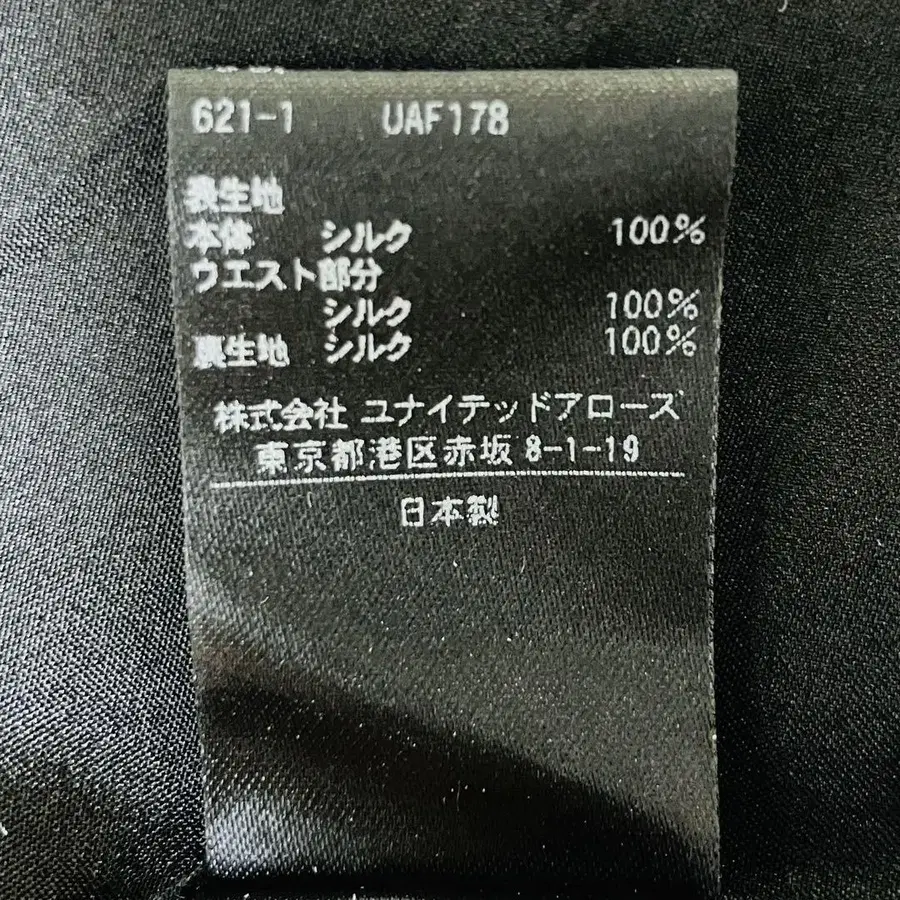 621-1 UAF178
表生地
本体 シルク 100%
ウエスト部分
シルク 100%
裏生地 シルク 100%
株式会社 ユナイテッドアローズ
東京都港区赤坂 8-1-19
日本製